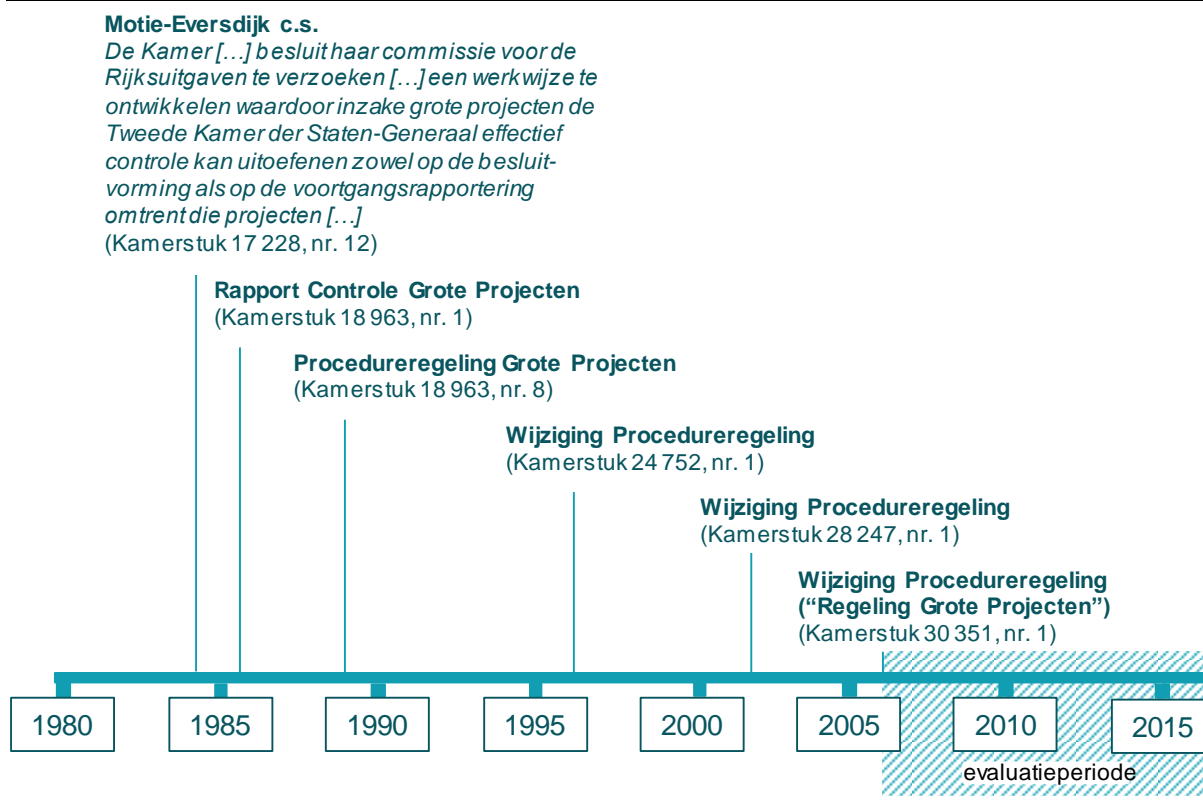 Motie-Eversdijk c.s.
De Kamer […] besluit haar commissie voor de
Rijksuitgaven te verzoeken […] een werkwijze te
ontwikkelen waardoor inzake grote projecten de
Tweede Kamer der Staten-Generaal effectief
controle kan uitoefenen zowel op de besluit-
vorming als op de voortgangsrapportering
omtrent die projecten […]
(Kamerstuk 17 228, nr. 12)
Rapport Controle Grote Projecten
(Kamerstuk 18 963, nr. 1)
Procedureregeling Grote Projecten
(Kamerstuk 18 963, nr. 8)
Wijziging Procedureregeling
(Kamerstuk 24 752, nr. 1)
Wijziging Procedureregeling
(Kamerstuk 28 247, nr. 1)
Wijziging Procedureregeling
(“Regeling Grote Projecten”)
(Kamerstuk 30 351, nr. 1)
1980 1985 1990 1995 2000 2005 2010 2015
evaluatieperiode